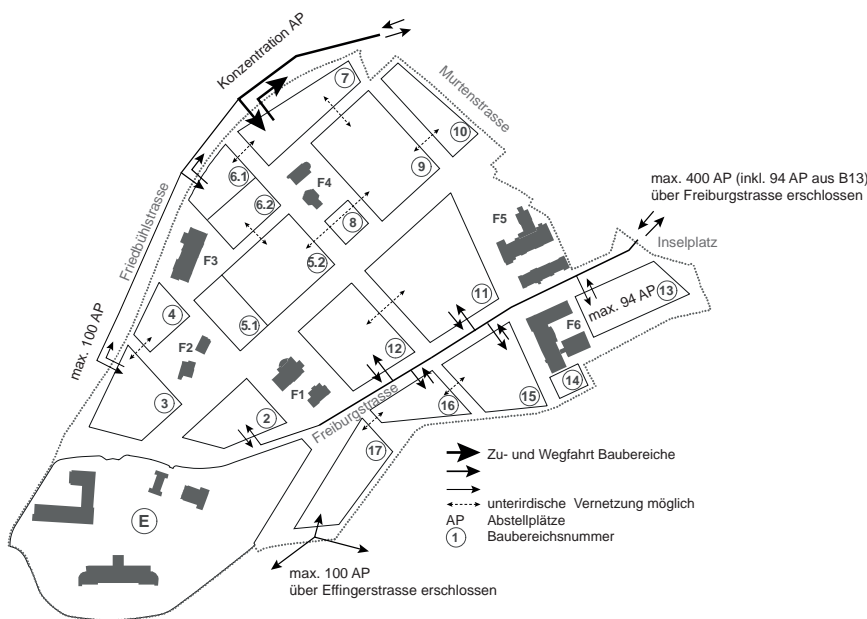 Konzentration AP
7
Murtenstrasse
10
6.1
9
F4
max. 400 AP (inkl. 94 AP aus B13)
über Freiburgstrasse erschlossen
6.2
8
F5
Friedbühlstrasse
F3
Inselplatz
5.2
11
13
max. 94 AP
4
5.1
F6
max. 100 AP
F2
12
14
F1
3
2
Freiburgstrasse
16
15
17
Zu- und Wegfahrt Baubereiche
unterirdische Vernetzung möglich
AP Abstellplätze
1 Baubereichsnummer
E
max. 100 AP
über Effingerstrasse erschlossen